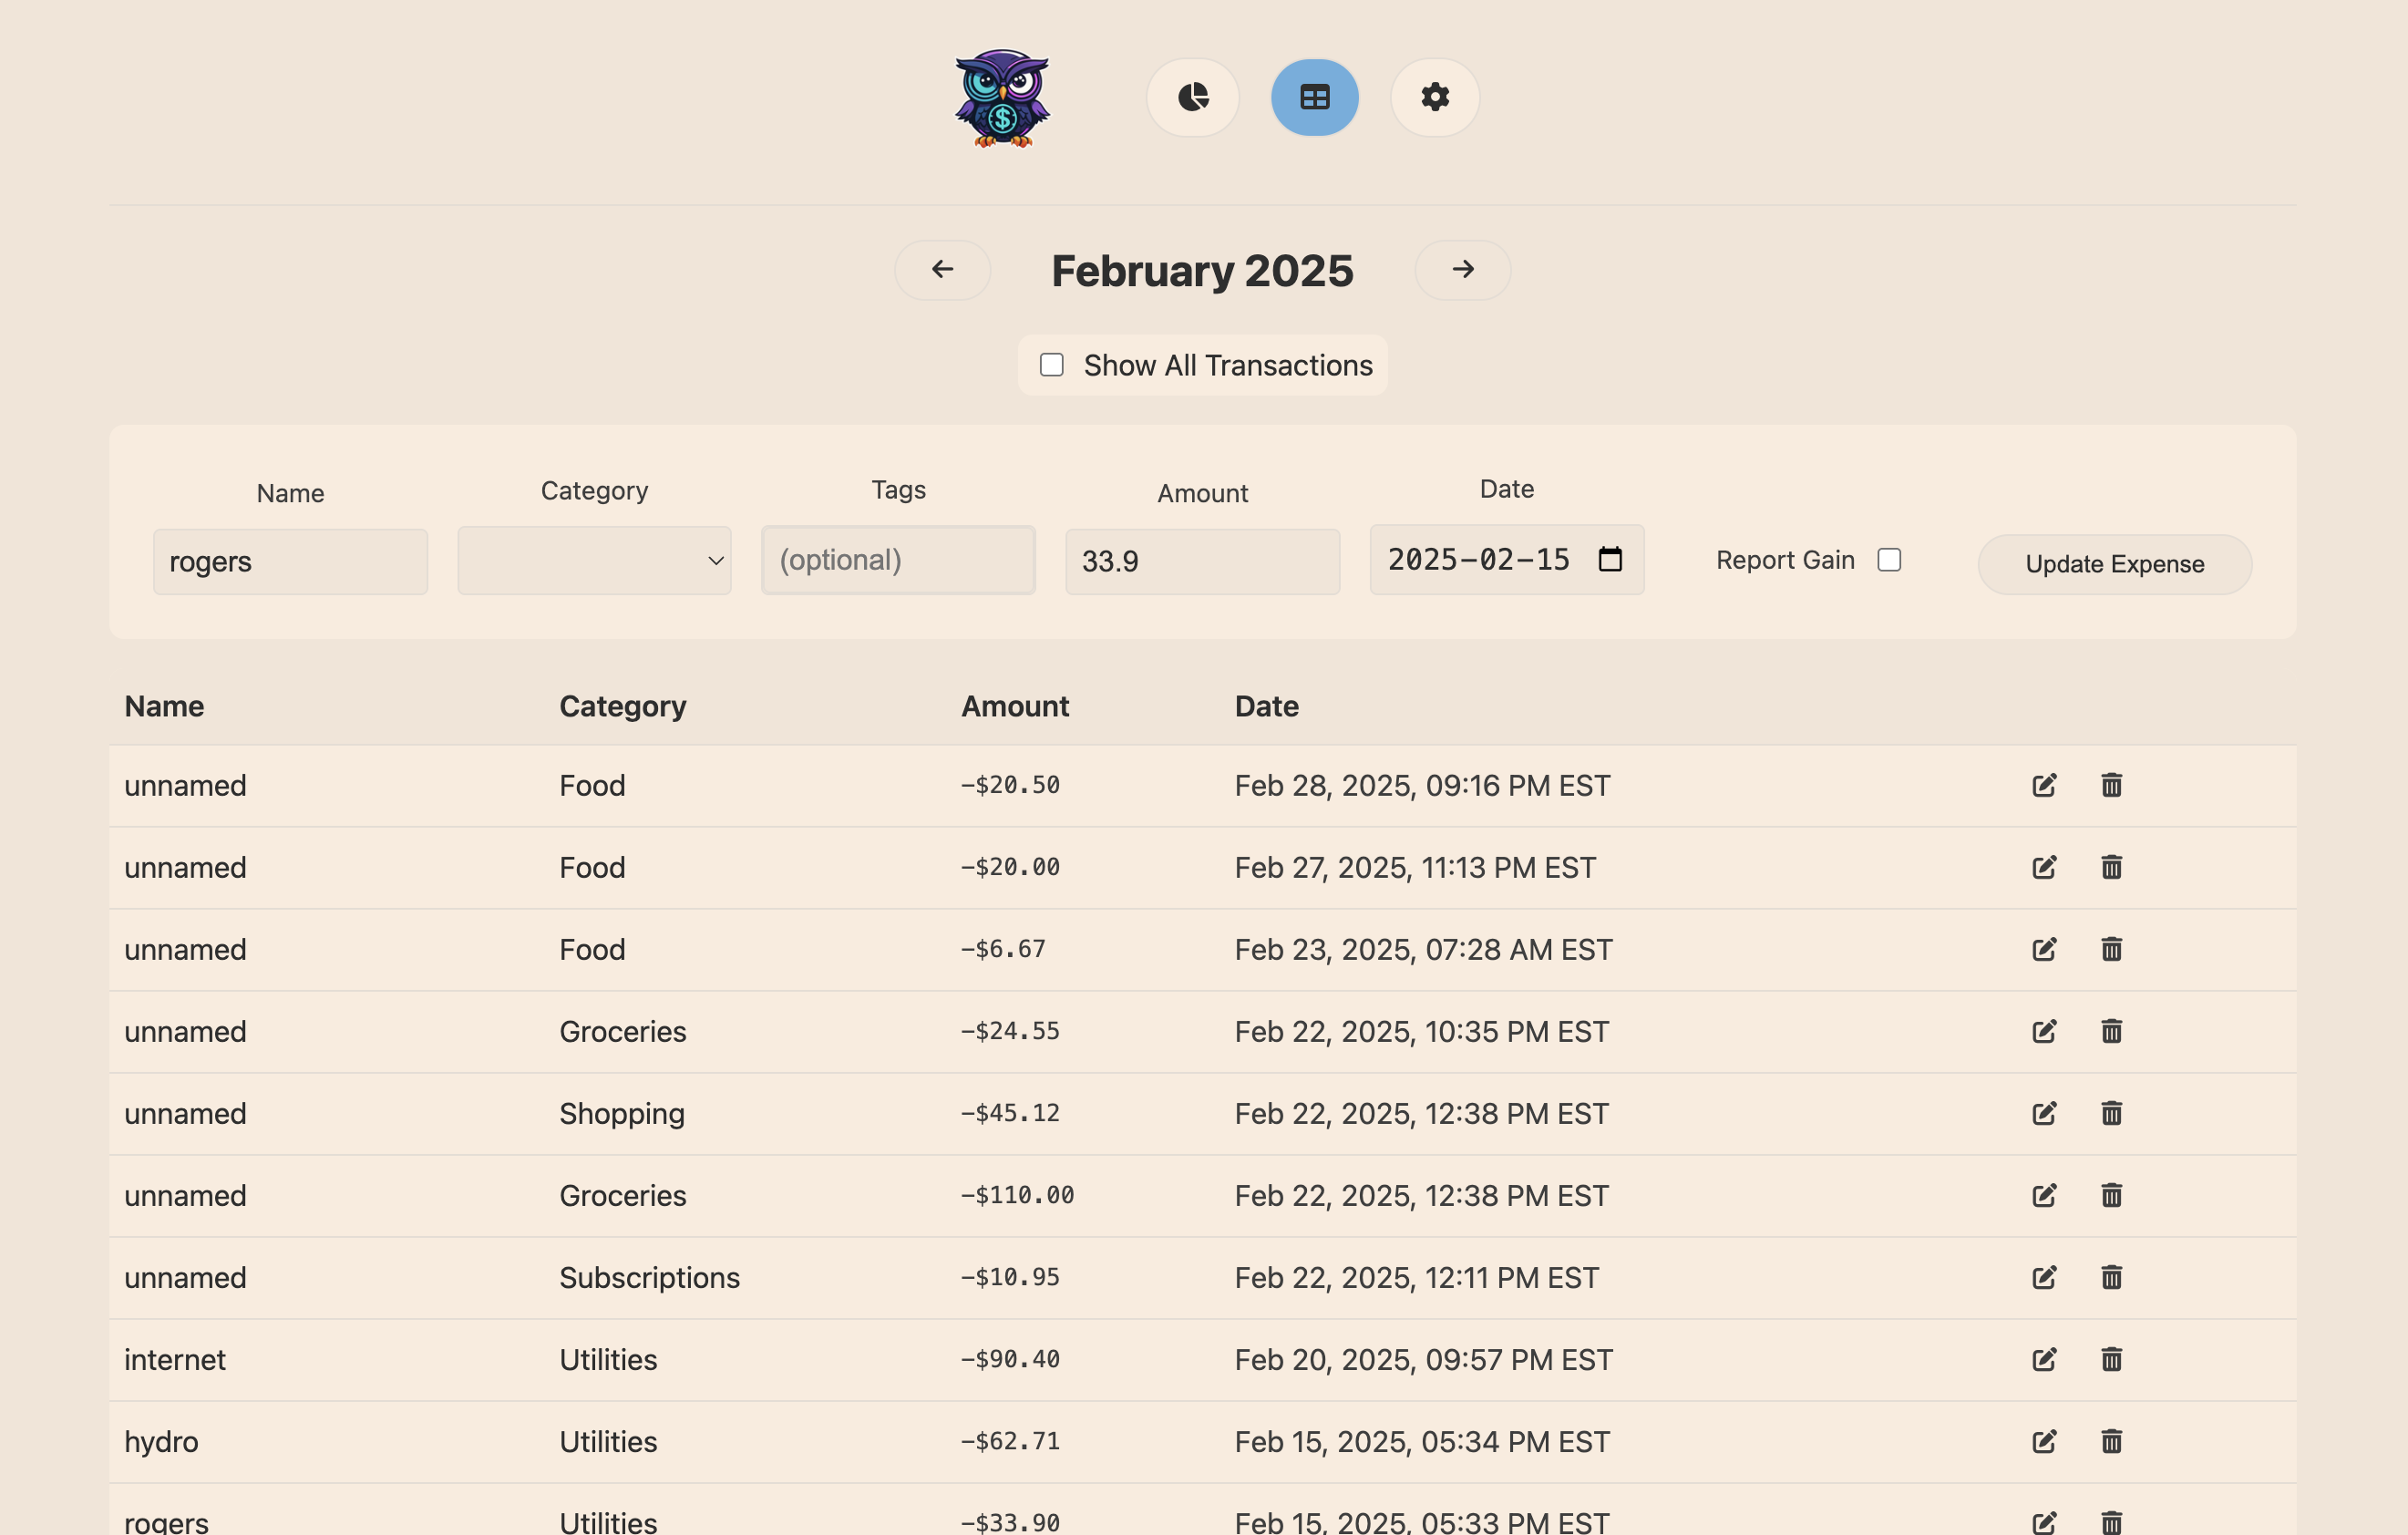 $
February 2025
Show All Transactions
Name Category Tags Amount Date
rogers (optional) 33.9 2025-02-15 Report Gain Update Expense
Name Category Amount Date
unnamed Food −$20.50 Feb 28, 2025, 09:16 PM EST
unnamed Food −$20.00 Feb 27, 2025, 11:13 PM EST
unnamed Food −$6.67 Feb 23, 2025, 07:28 AM EST
unnamed Groceries −$24.55 Feb 22, 2025, 10:35 PM EST
unnamed Shopping −$45.12 Feb 22, 2025, 12:38 PM EST
unnamed Groceries −$110.00 Feb 22, 2025, 12:38 PM EST
unnamed Subscriptions −$10.95 Feb 22, 2025, 12:11 PM EST
internet Utilities −$90.40 Feb 20, 2025, 09:57 PM EST
hydro Utilities −$62.71 Feb 15, 2025, 05:34 PM EST
rogers Utilities −$33.90 Feb 15, 2025, 05:33 PM EST